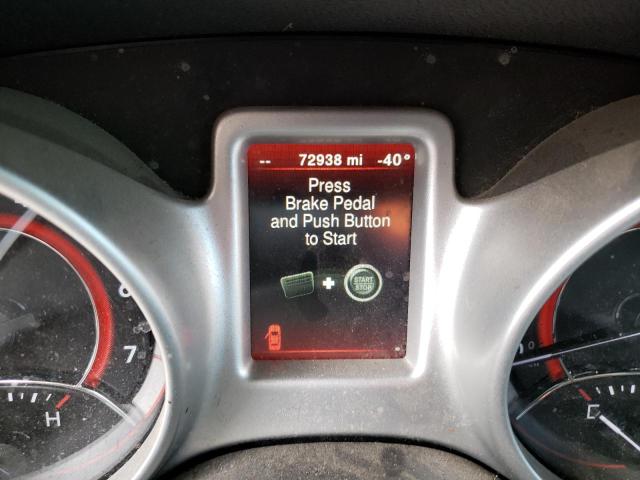 -- 72938 mi -40°
Press
Brake Pedal
and Push Button
to Start
START
STOP
7
H